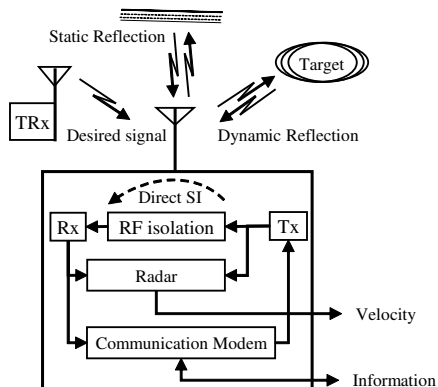 Static Reflection
Target
TRx
Desired signal
Dynamic Reflection
Direct SI
Rx
RF isolation
Tx
Radar
Velocity
Communication Modem
Information